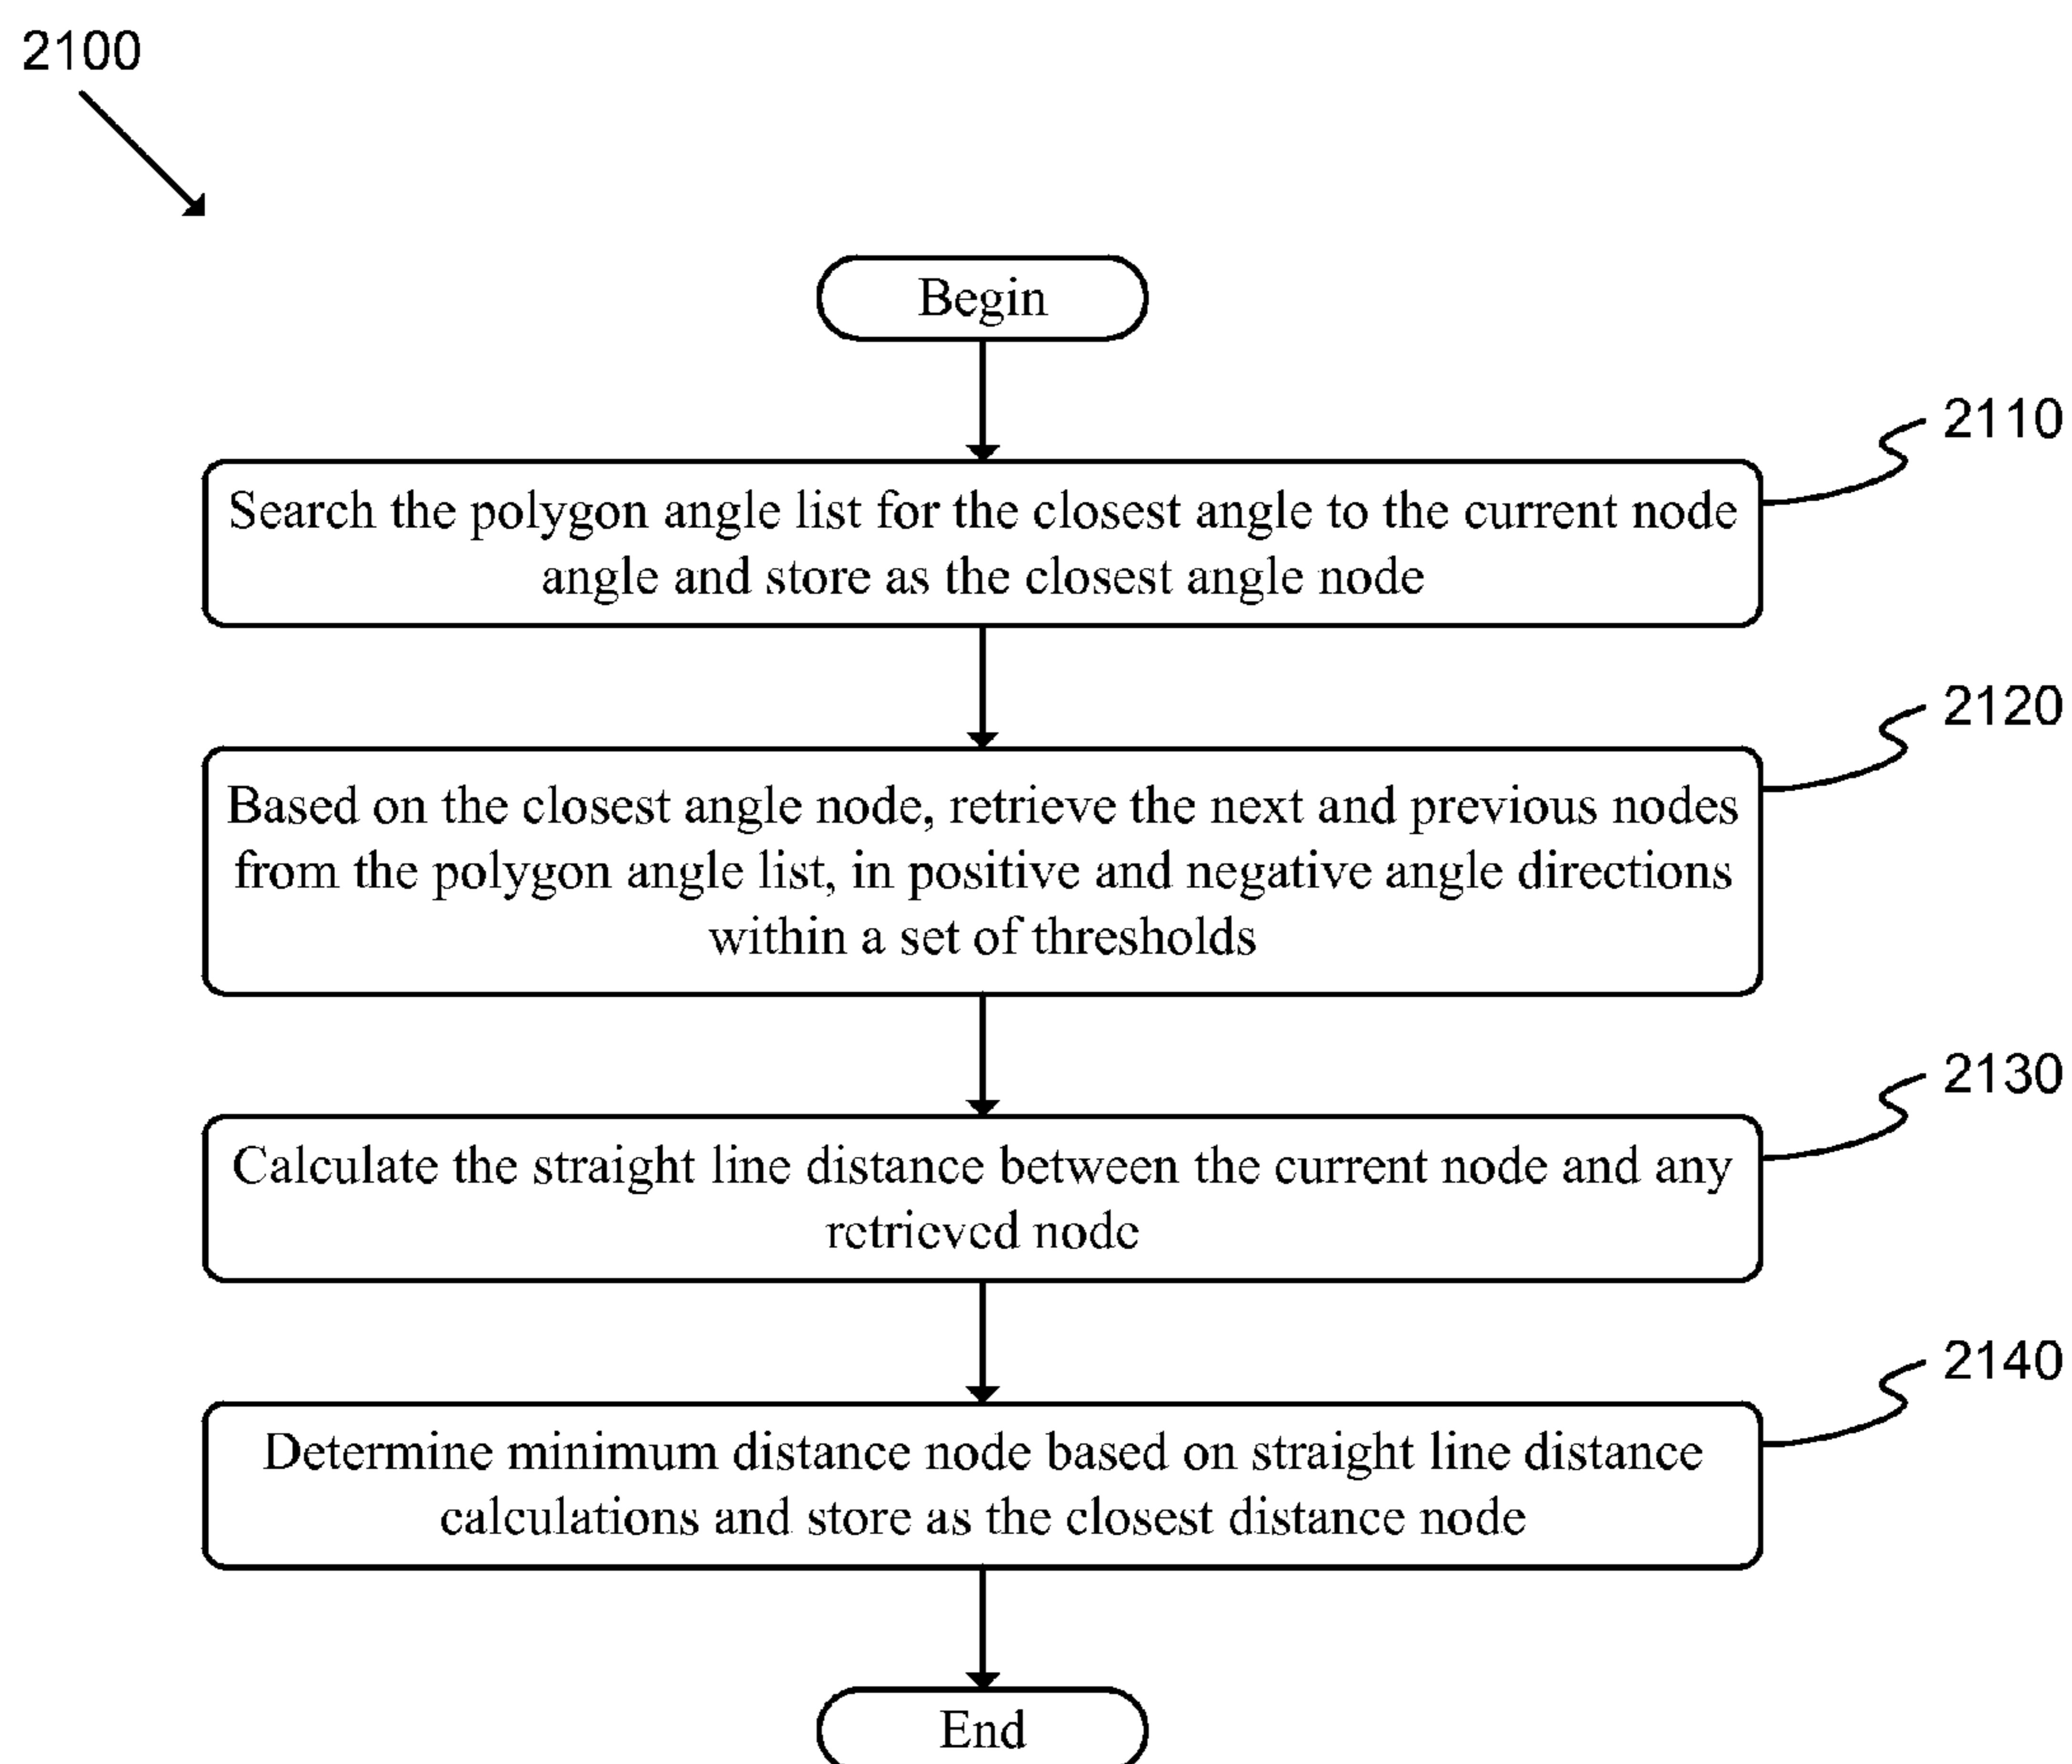 2100
Begin
2110
Search the polygon angle list for the closest angle to the current node
angle and store as the closest angle node
2120
Based on the closest angle node, retrieve the next and previous nodes
from the polygon angle list, in positive and negative angle directions
within a set of thresholds
2130
Calculate the straight line distance between the current node and any
retrieved node
2140
Determine minimum distance node based on straight line distance
calculations and store as the closest distance node
End